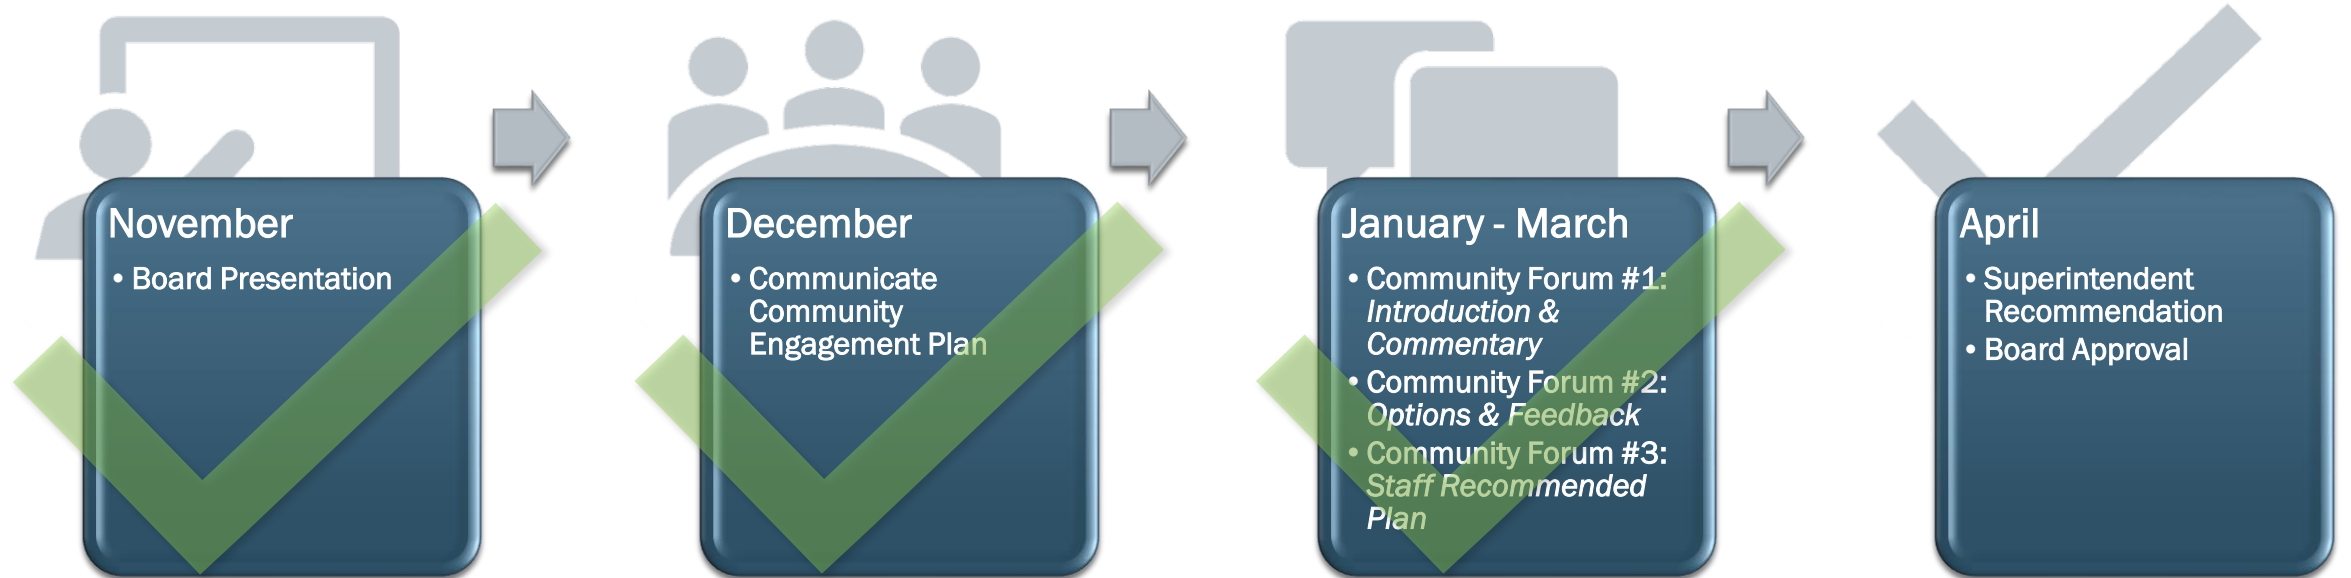 November
• Board Presentation
December
• Communicate
Community
Engagement Plan
January - March
• Community Forum #1:
Introduction &
Commentary
• Community Forum #2:
Options & Feedback
• Community Forum #3:
Staff Recommended
Plan
April
• Superintendent
Recommendation
• Board Approval